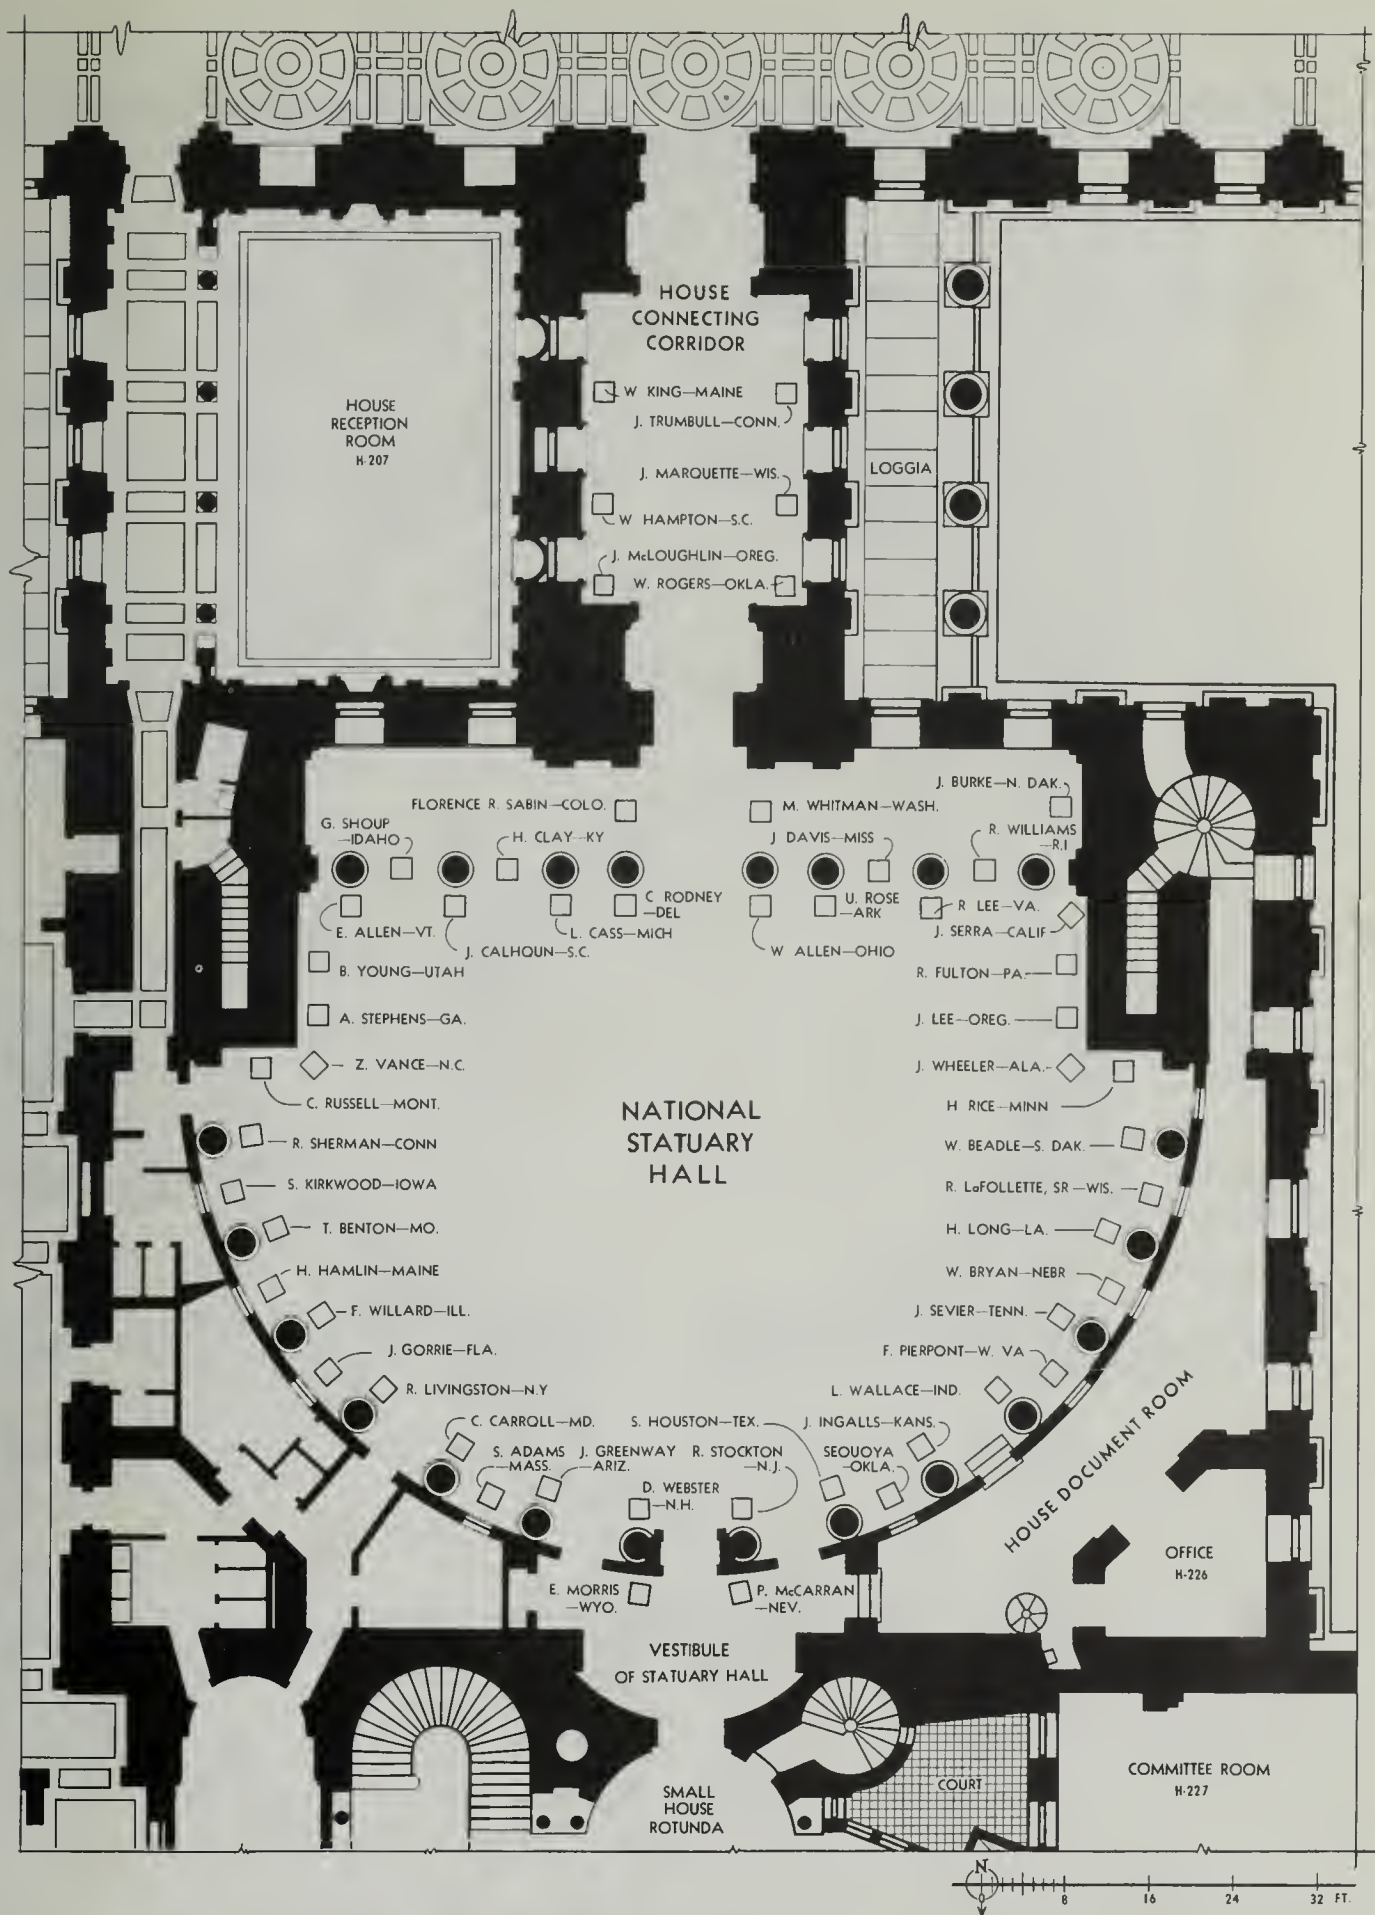 HOUSE
CONNECTING
CORRIDOR
HOUSE
RECEPTION
ROOM
H-207
W KING—MAINE
J. TRUMBULL—CONN.
J. MARQUETTE—WIS.
LOGGIA
W HAMPTON—S.C.
J. McLOUGHLIN—OREG.
W. ROGERS—OKLA.
J. BURKE—N. DAK.
FLORENCE R. SABIN—COLO.
M. WHITMAN—WASH.
G. SHOUP
—IDAHO
H. CLAY—KY
J DAVIS—MISS
R. WILLIAMS
—R.I
E. ALLEN—VT.
J. CALHOUN—S.C.
L. CASS—MICH
C RODNEY
—DEL
W ALLEN—OHIO
U. ROSE
—ARK
R LEE—VA.
J. SERRA—CALIF
B. YOUNG—UTAH
R. FULTON—PA.
A. STEPHENS—GA.
J. LEE—OREG.
Z. VANCE—N.C.
J. WHEELER—ALA.
C. RUSSELL—MONT.
H RICE—MINN
NATIONAL
STATUARY
HALL
R. SHERMAN—CONN
W. BEADLE—S. DAK.
S. KIRKWOOD—IOWA
R. LaFOLLETTE, SR—WIS.
T. BENTON—MO.
H. LONG—LA.
H. HAMLIN—MAINE
W. BRYAN—NEBR
F. WILLARD—ILL.
J. SEVIER—TENN.
J. GORRIE—FLA.
F. PIERPONT—W. VA
R. LIVINGSTON—N.Y
L. WALLACE—IND.
C. CARROLL—MD.
S. HOUSTON—TEX.
J. INGALLS—KANS.
S. ADAMS
—MASS.
J. GREENWAY
—ARIZ.
R. STOCKTON
—N.J.
SEQUOYA
—OKLA.
D. WEBSTER
—N.H.
HOUSE DOCUMENT ROOM
OFFICE
H-226
E. MORRIS
—WYO.
P. McCARRAN
—NEV.
VESTIBULE
OF STATUARY HALL
SMALL
HOUSE
ROTUNDA
COURT
COMMITTEE ROOM
H-227
N
0 8 16 24 32 FT.